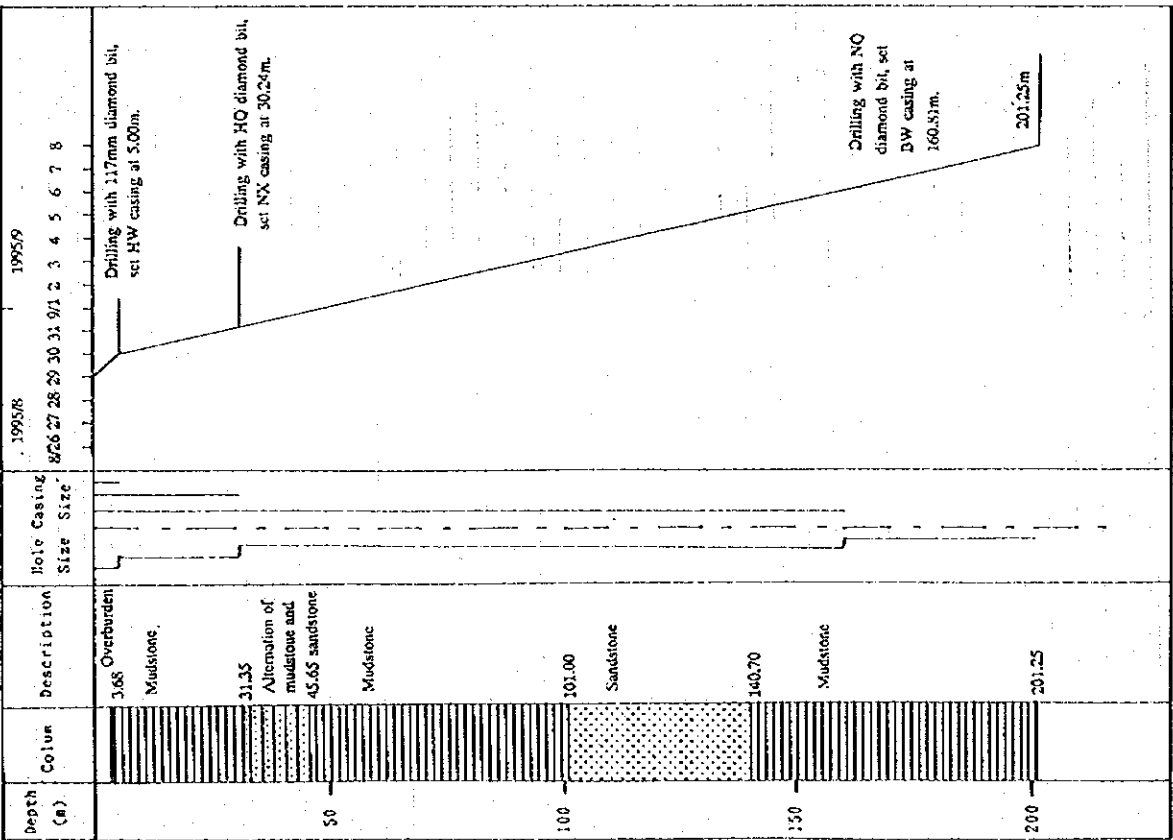 Depth
(m)
Colum
Description
Hole Casing
Size Size
1995/8
1995/9
8/26 27 28 29 30 31 9/1 2 3 4 5 6 7 8
3.68 Overburden
Mudstone
31.35
Alternation of
mudstone and
45.65 sandstone
Mudstone
101.00
Sandstone
140.70
Mudstone
201.25
50
100
150
200
Drilling with 117mm diamond bit,
set HW casing at 5.00m.
Drilling with HQ diamond bit,
set NX casing at 30.24m.
Drilling with NQ
diamond bit, set
BW casing at
160.81m.
201.25m